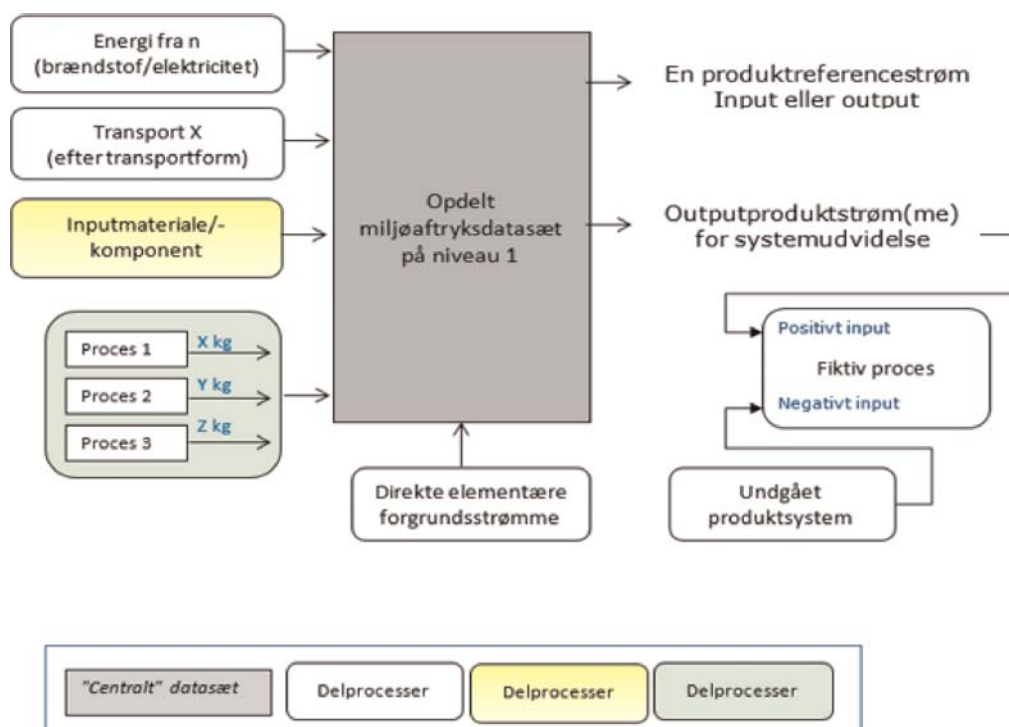 Energi fra n
(brændstof/elektricitet)
Transport X
(efter transportform)
Inputmateriale/-
komponent
Proces 1
X kg
Proces 2
Y kg
Proces 3
Z kg
Opdelt
miljøaftryksdatasæt
på niveau 1
Direkte elementære
forgrundsstrømme
En produktreferencestrøm
Input eller output
Outputproduktstrøm(me)
for systemudvidelse
Positivt input
Fiktiv proces
Negativt input
Undgået
produktsystem
"Centralt" datasæt
Delprocesser
Delprocesser
Delprocesser